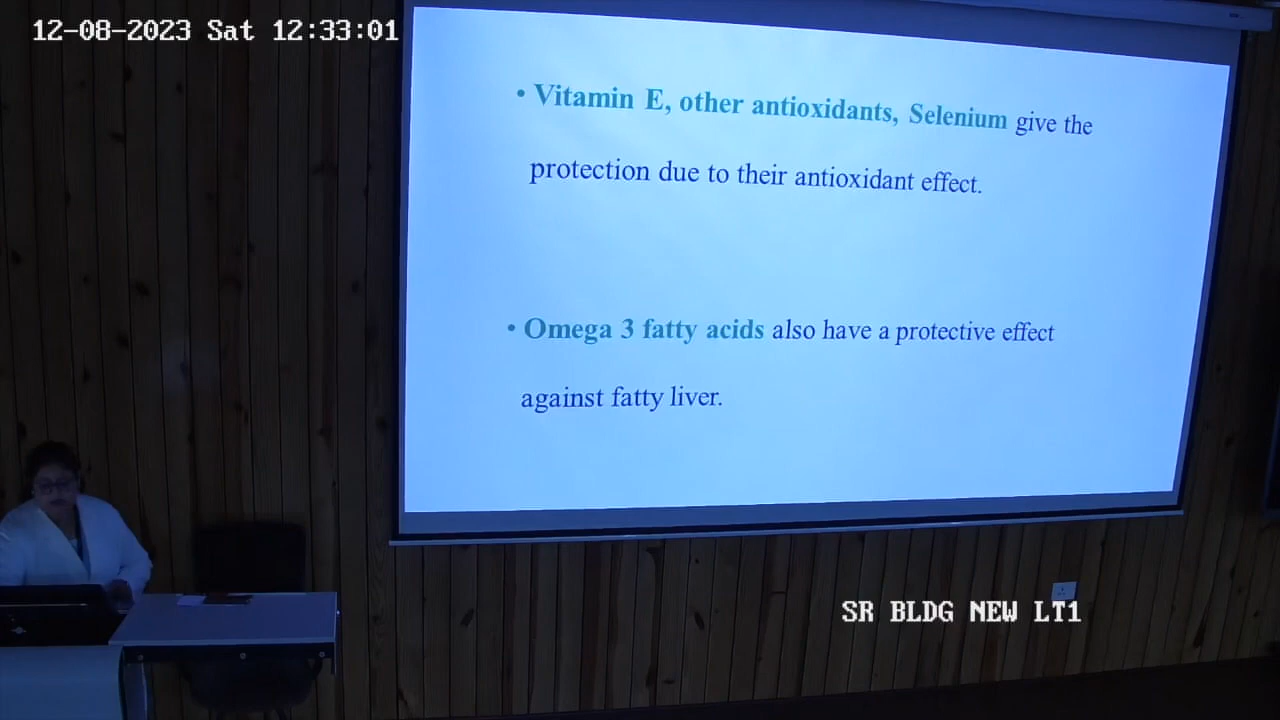 12-08-2023 Sat 12:33:01
• Vitamin E, other antioxidants, Selenium give the
protection due to their antioxidant effect.
• Omega 3 fatty acids also have a protective effect
against fatty liver.
SR BLDG NEW LT1